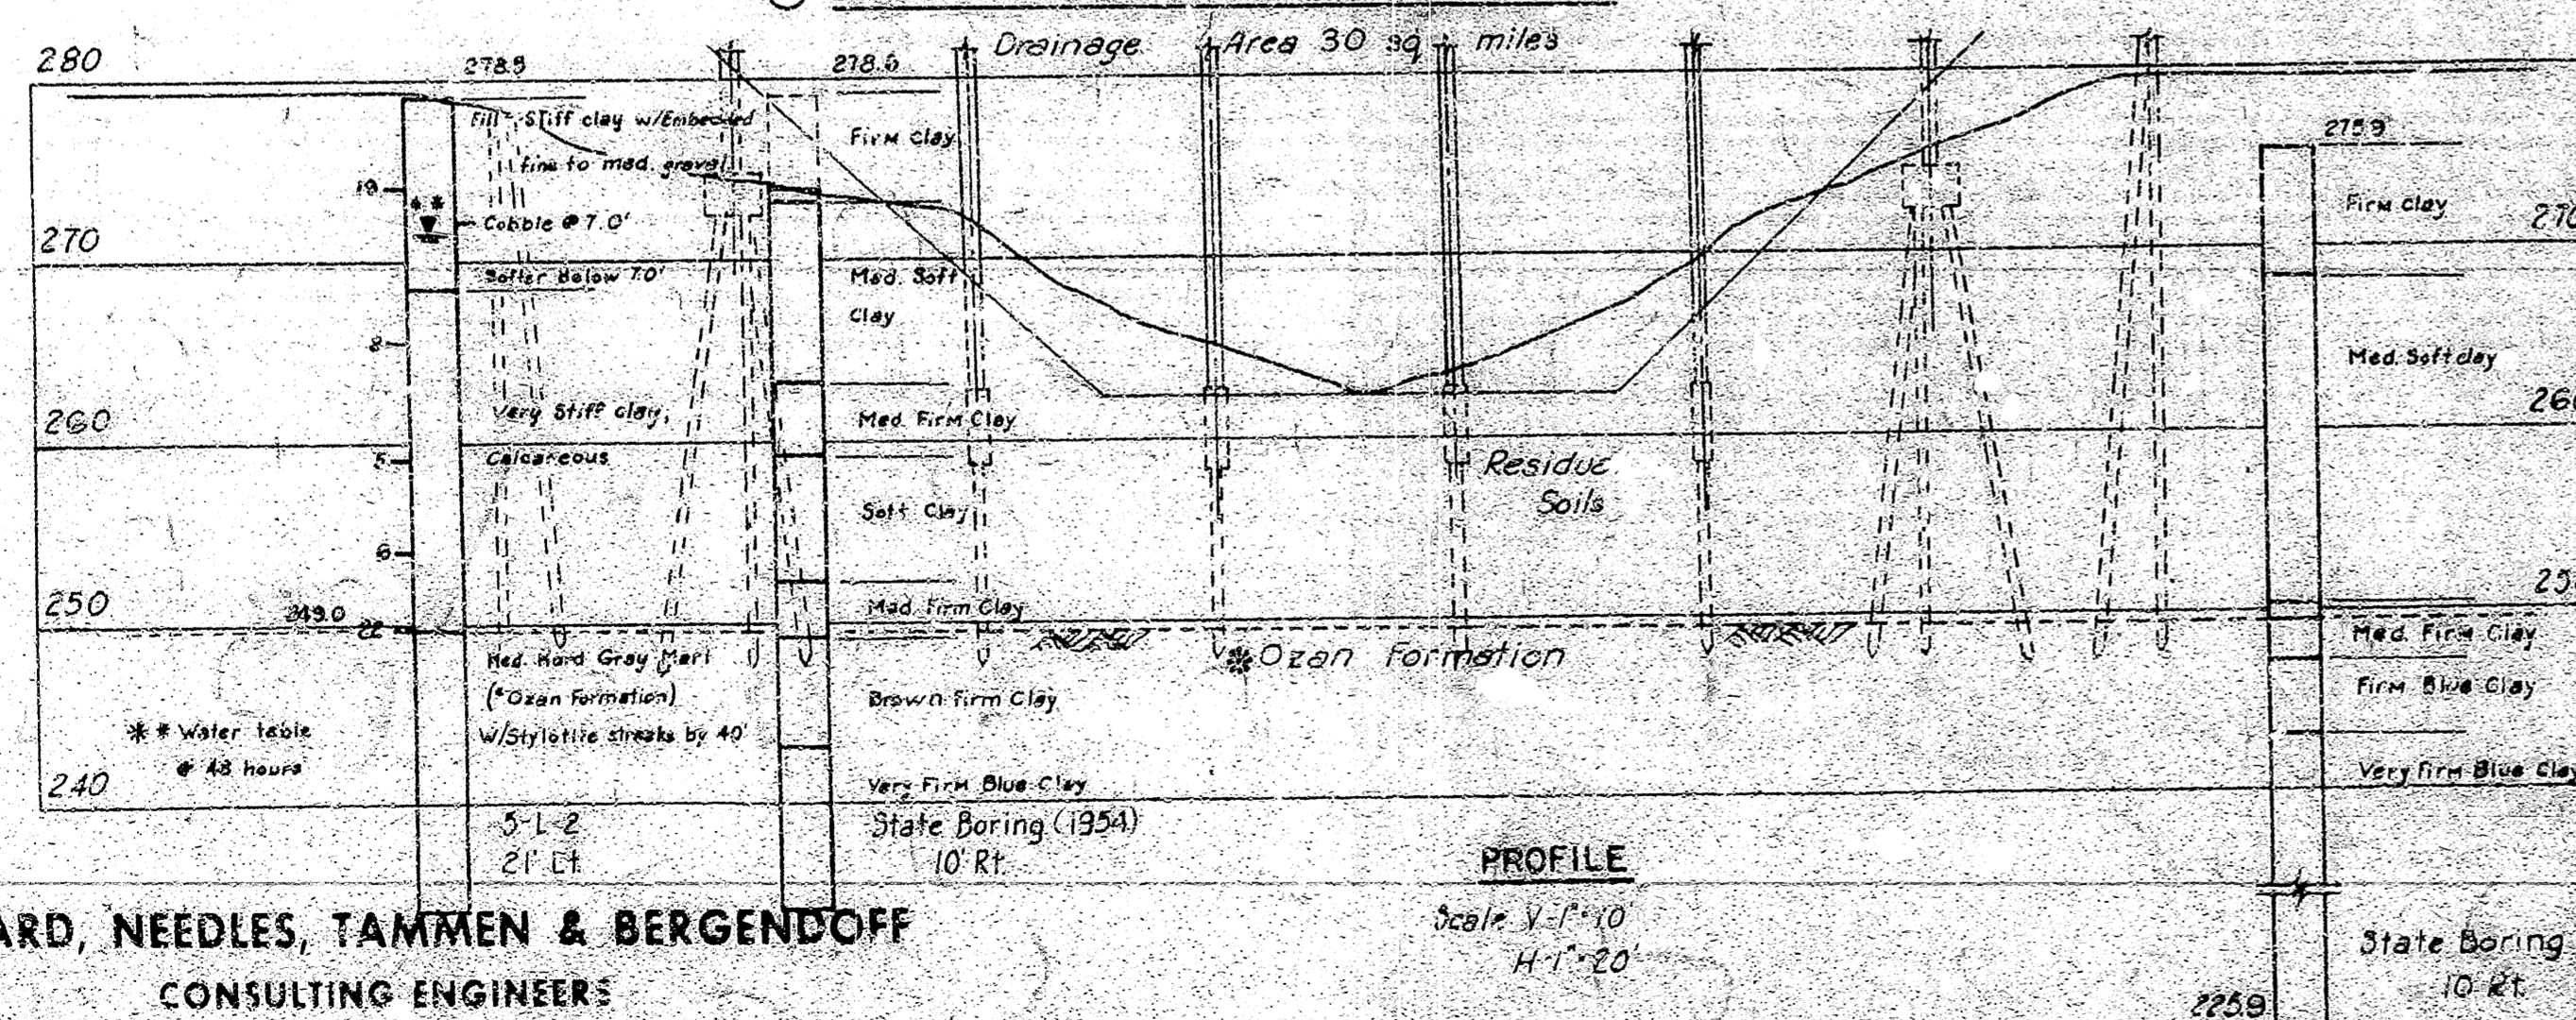 Drainage Area 30 sq miles
280
278.6
275.9
Fill - Stiff clay w/Embedded
fine to med. gravel
Firm Clay
19
**
Cobble @ 7.0'
Firm Clay
270
Softer below 7.0'
Med. Soft
Clay
8
Med. Soft clay
260
Very Stiff clay,
Calcareous
Med. Firm Clay
5
Residue
Soils
Soft Clay
6
250
22
Med. Firm Clay
Med. Firm Clay
Med. Hard Gray Marl
* Ozan Formation
(*Ozan Formation)
Brown Firm Clay
Firm Blue Clay
** Water table
@ 48 hours
W/Stylotlie streaks by 40'
240
Very Firm Blue Clay
Very Firm Blue Clay
5-L-2
21' Lt.
State Boring (1954)
10' Rt.
PROFILE
Scale V-1"=10'
H-1"=20'
ARD, NEEDLES, TAMMEN & BERGENDOFF
CONSULTING ENGINEERS
State Boring
10 Rt.
225.9